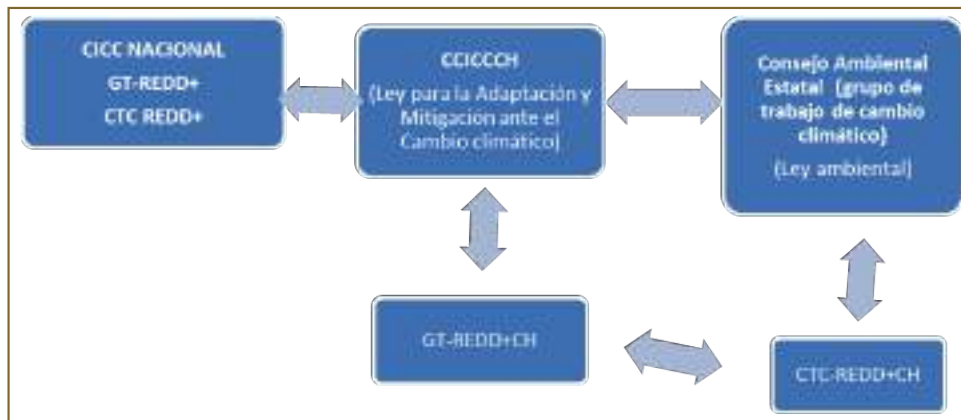 CICC NACIONAL
GT-REDD+
CTC REDD+
CCICCCH
(Ley para la Adaptación y
Mitigación ante el
Cambio climático)
Consejo Ambiental
Estatal (grupo de
trabajo de cambio
climático)
(Ley ambiental)
GT-REDD+CH
CTC-REDD+CH